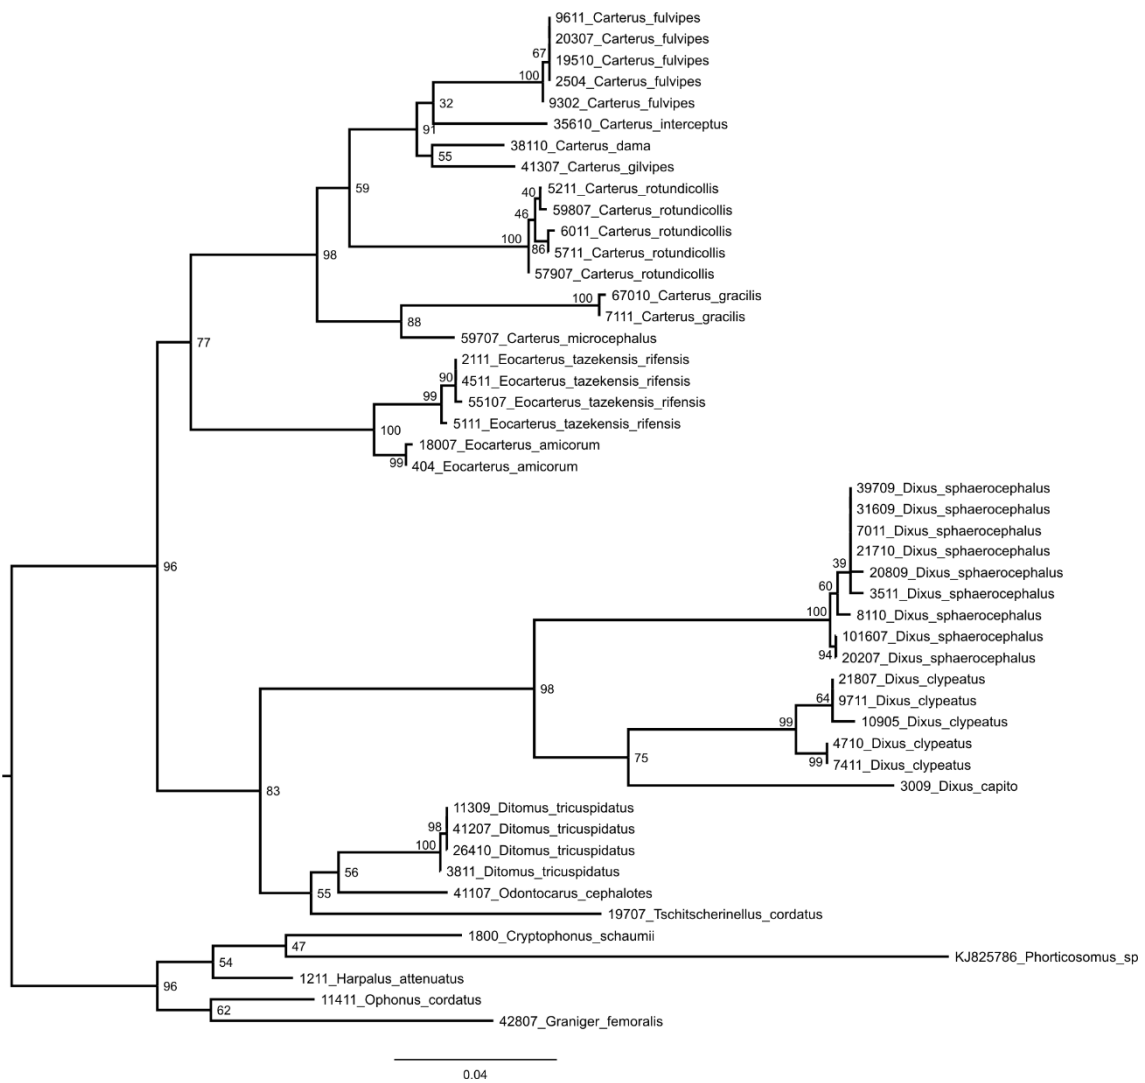 9611_Carterus_fulvipes
20307_Carterus_fulvipes
67
19510_Carterus_fulvipes
100
2504_Carterus_fulvipes
9302_Carterus_fulvipes
32
35610_Carterus_interceptus
91
38110_Carterus_dama
55
41307_Carterus_gilvipes
59
5211_Carterus_rotundicollis
40
59807_Carterus_rotundicollis
46
6011_Carterus_rotundicollis
100
86
5711_Carterus_rotundicollis
98
57907_Carterus_rotundicollis
67010_Carterus_gracilis
100
7111_Carterus_gracilis
88
59707_Carterus_microcephalus
77
2111_Eocarterus_tazekensis_rifensis
90
4511_Eocarterus_tazekensis_rifensis
99
55107_Eocarterus_tazekensis_rifensis
5111_Eocarterus_tazekensis_rifensis
100
18007_Eocarterus_amicorum
99
404_Eocarterus_amicorum
39709_Dixus_sphaerocephalus
31609_Dixus_sphaerocephalus
7011_Dixus_sphaerocephalus
21710_Dixus_sphaerocephalus
39
96
20809_Dixus_sphaerocephalus
60
3511_Dixus_sphaerocephalus
100
8110_Dixus_sphaerocephalus
101607_Dixus_sphaerocephalus
94
20207_Dixus_sphaerocephalus
21807_Dixus_clypeatus
98
64
9711_Dixus_clypeatus
99
10905_Dixus_clypeatus
4710_Dixus_clypeatus
75
99
7411_Dixus_clypeatus
3009_Dixus_capito
83
11309_Ditomus_tricuspidatus
98
41207_Ditomus_tricuspidatus
100
26410_Ditomus_tricuspidatus
56
3811_Ditomus_tricuspidatus
55
41107_Odontocarus_cephalotes
19707_Tschitscherinellus_cordatus
1800_Cryptophonus_schaumii
47
KJ825786_Phorticosomus_sp
54
1211_Harpalus_attenuatus
96
11411_Ophonus_cordatus
62
42807_Graniger_femoralis
0.04